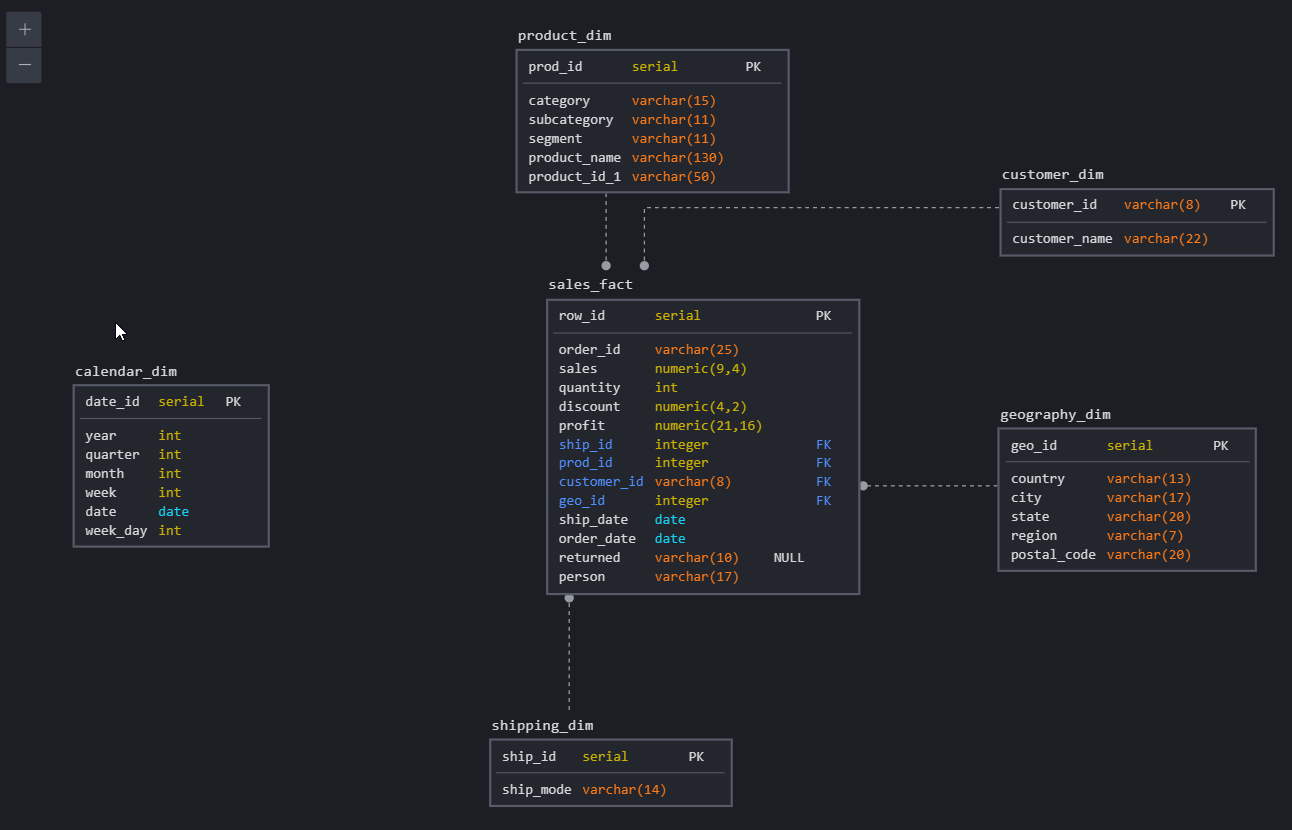 +
−
product_dim
prod_id serial PK
category varchar(15)
subcategory varchar(11)
segment varchar(11)
product_name varchar(130)
product_id_1 varchar(50)
customer_dim
customer_id varchar(8) PK
customer_name varchar(22)
sales_fact
row_id serial PK
order_id varchar(25)
sales numeric(9,4)
quantity int
discount numeric(4,2)
profit numeric(21,16)
ship_id integer FK
prod_id integer FK
customer_id varchar(8) FK
geo_id integer FK
ship_date date
order_date date
returned varchar(10) NULL
person varchar(17)
calendar_dim
date_id serial PK
year int
quarter int
month int
week int
date date
week_day int
geography_dim
geo_id serial PK
country varchar(13)
city varchar(17)
state varchar(20)
region varchar(7)
postal_code varchar(20)
shipping_dim
ship_id serial PK
ship_mode varchar(14)